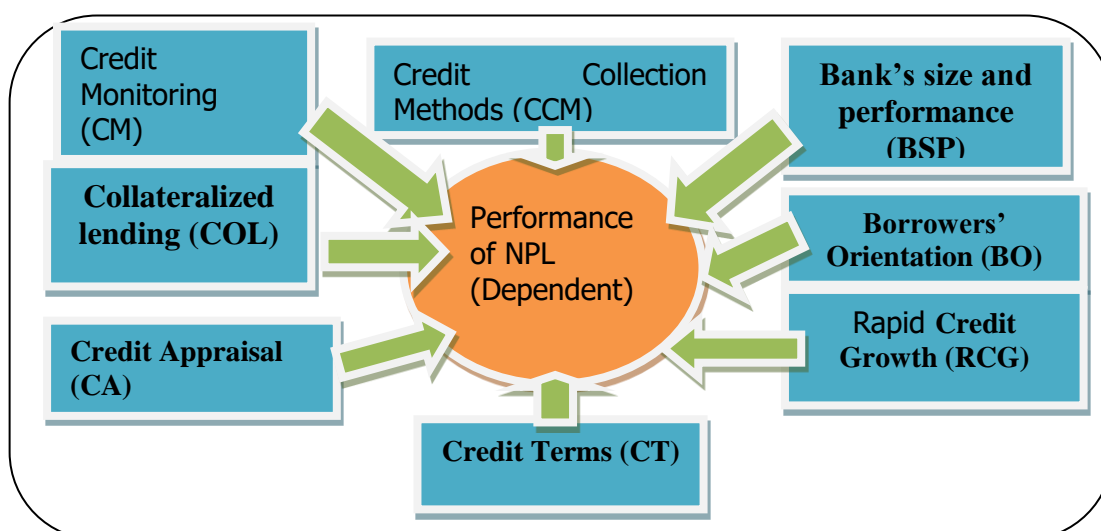 Credit
Monitoring
(CM)
Credit Collection
Methods (CCM)
Bank's size and
performance
(BSP)
Collateralized
lending (COL)
Performance
of NPL
(Dependent)
Borrowers'
Orientation (BO)
Credit Appraisal
(CA)
Rapid Credit
Growth (RCG)
Credit Terms (CT)